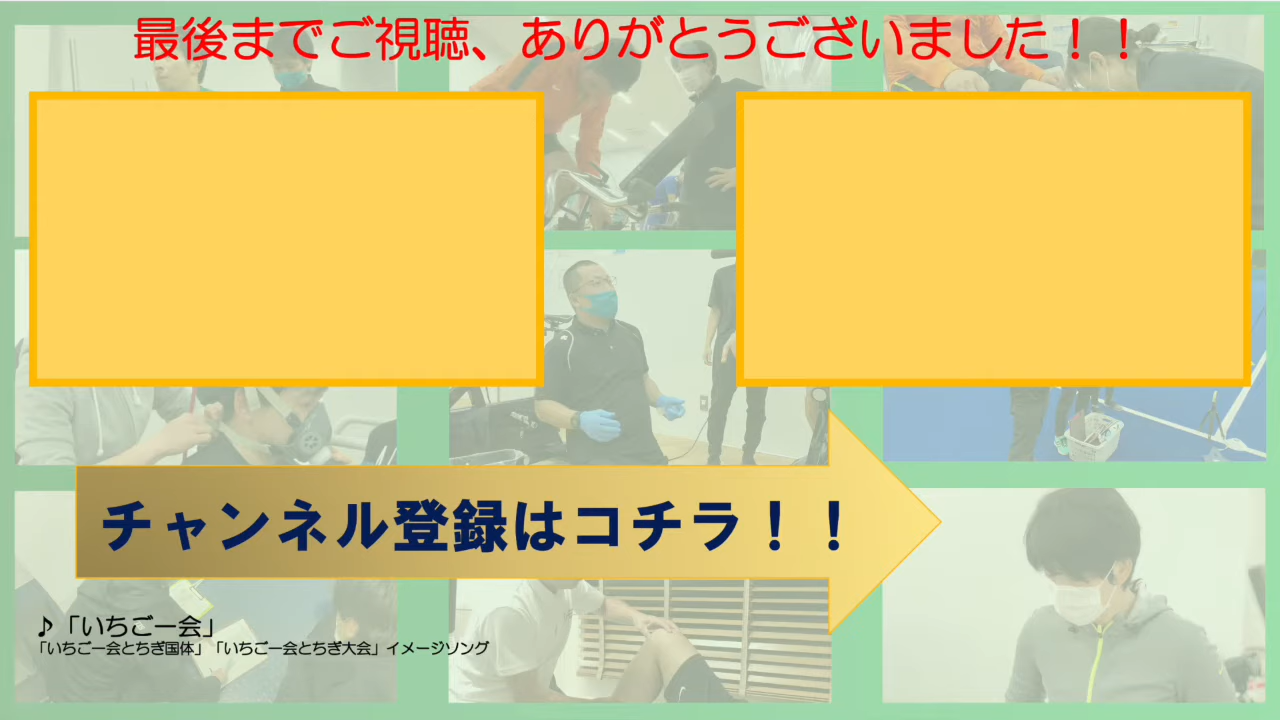 最後までご視聴、ありがとうございました！！
チャンネル登録はコチラ！！
♪「いちご一会」
「いちご一会とちぎ国体」「いちご一会とちぎ大会」イメージソング